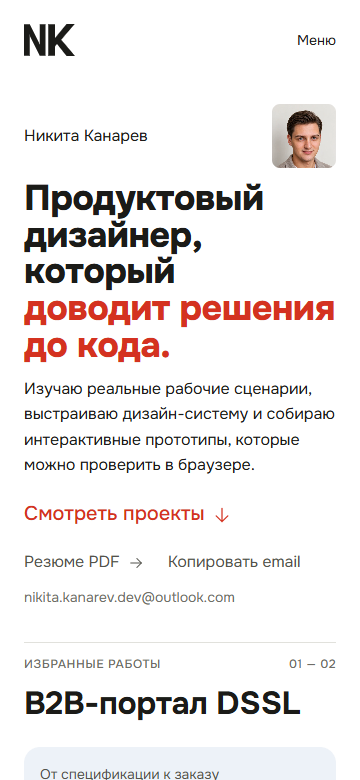 NK
Меню
Никита Канарев
Продуктовый
дизайнер,
который
доводит решения
до кода.
Изучаю реальные рабочие сценарии,
выстраиваю дизайн-систему и собираю
интерактивные прототипы, которые
можно проверить в браузере.
Смотреть проекты ↓
Резюме PDF → Копировать email
nikita.kanarev.dev@outlook.com
ИЗБРАННЫЕ РАБОТЫ 01 — 02
B2B-портал DSSL
От спецификации к заказу